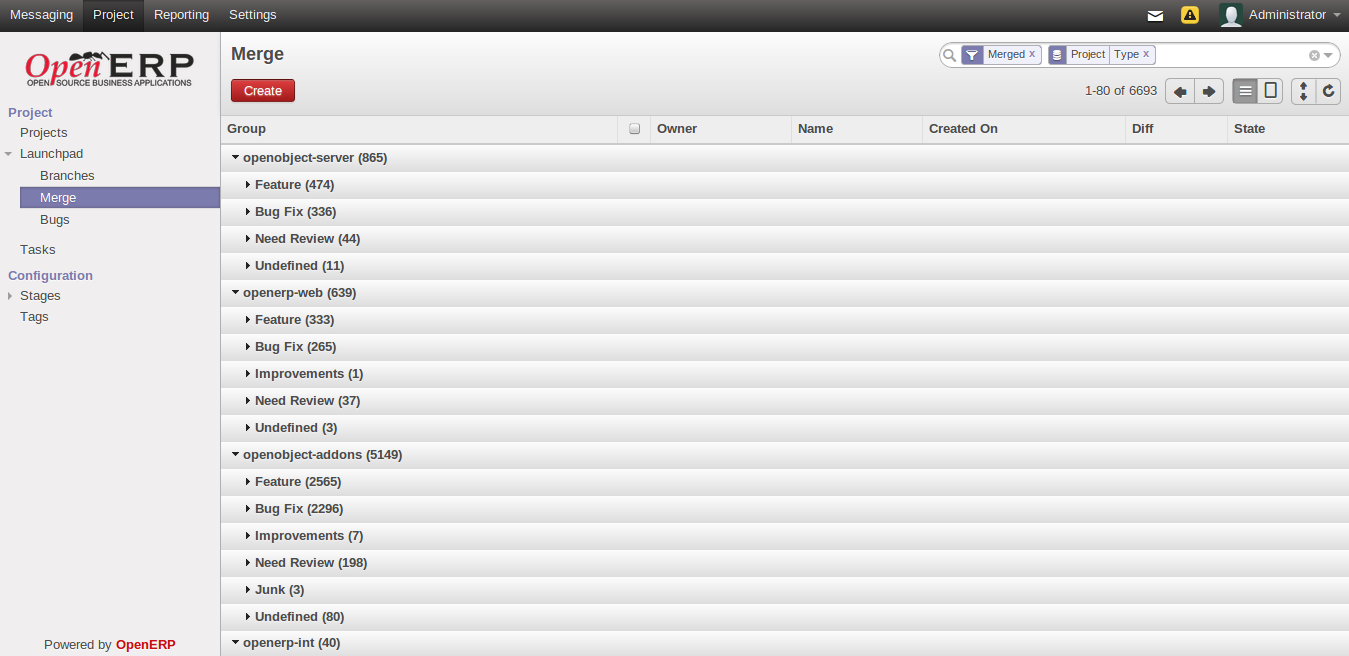 Messaging Project Reporting Settings Administrator
OpenERP
OPEN SOURCE BUSINESS APPLICATIONS
Merge
Merged x Project Type x
Create
1-80 of 6693
Project
Projects
Launchpad
Branches
Merge
Bugs
Tasks
Configuration
Stages
Tags
Powered by OpenERP
Group Owner Name Created On Diff State
openobject-server (865)
Feature (474)
Bug Fix (336)
Need Review (44)
Undefined (11)
openerp-web (639)
Feature (333)
Bug Fix (265)
Improvements (1)
Need Review (37)
Undefined (3)
openobject-addons (5149)
Feature (2565)
Bug Fix (2296)
Improvements (7)
Need Review (198)
Junk (3)
Undefined (80)
openerp-int (40)